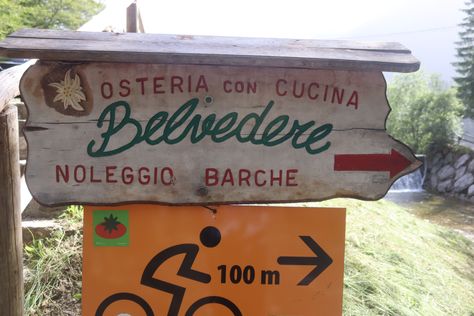 OSTERIA CON CUCINA
Belvedere
NOLEGGIO BARCHE
100 m